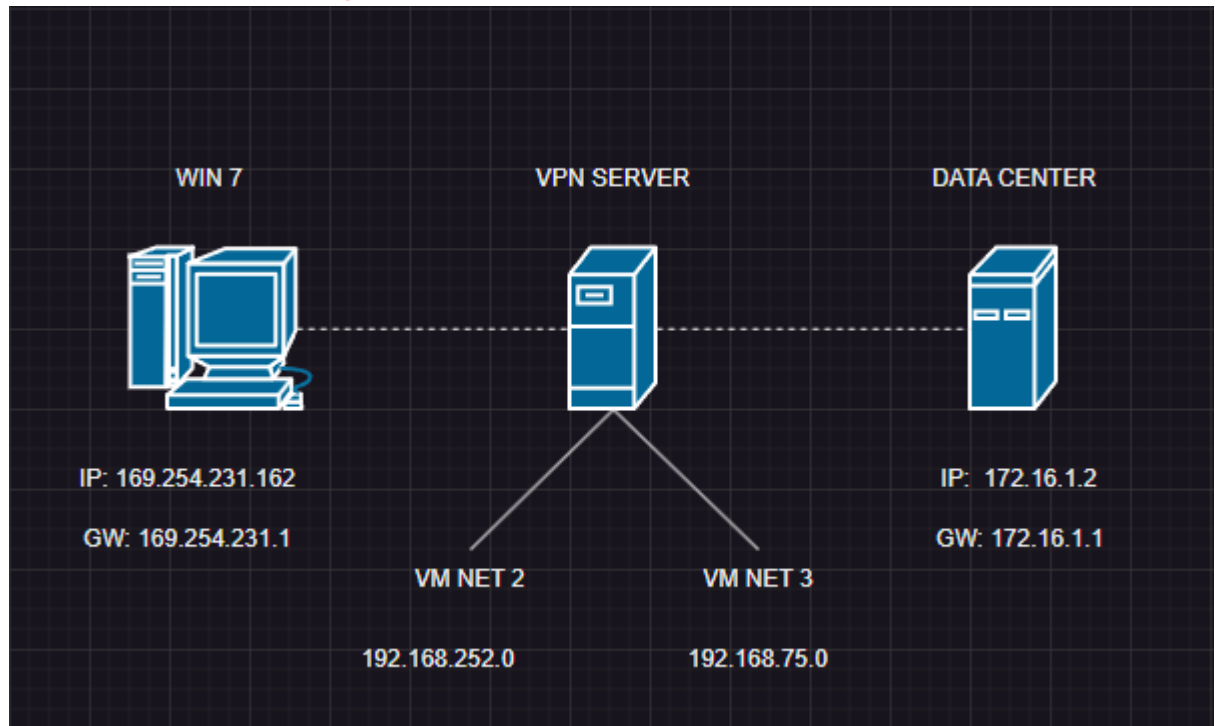 WIN 7
VPN SERVER
DATA CENTER
IP: 169.254.231.162
GW: 169.254.231.1
IP: 172.16.1.2
GW: 172.16.1.1
VM NET 2
VM NET 3
192.168.252.0
192.168.75.0